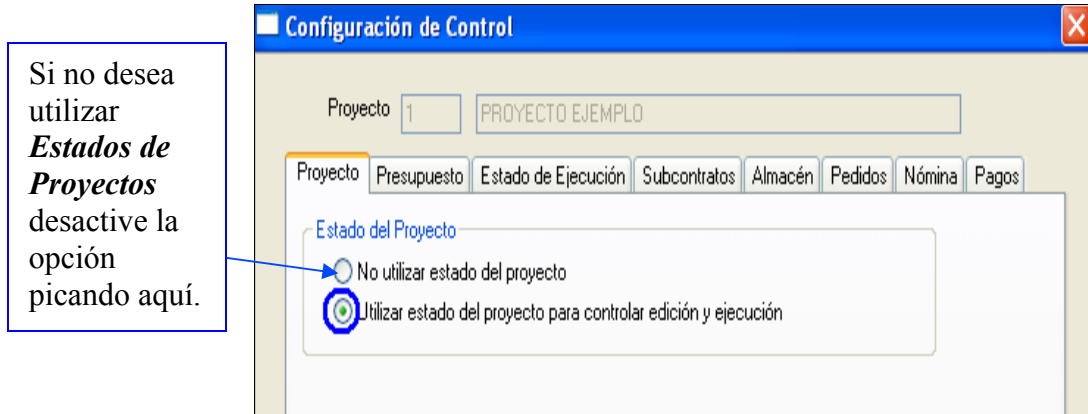 Si no desea
utilizar
Estados de
Proyectos
desactive la
opción
picando aquí.
Configuración de Control
Proyecto 1 PROYECTO EJEMPLO
Proyecto Presupuesto Estado de Ejecución Subcontratos Almacén Pedidos Nómina Pagos
Estado del Proyecto
No utilizar estado del proyecto
Utilizar estado del proyecto para controlar edición y ejecución